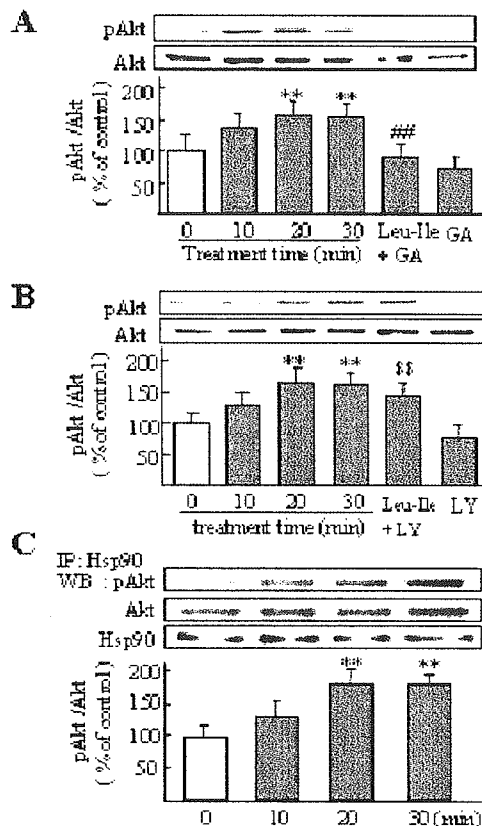 A
pAkt
Akt
pAkt /Akt
( % of control)
200
150
100
50
** ** ##
0 10 20 30 Leu-Ile GA
Treatment time (min) + GA
B
pAkt
Akt
pAkt /Akt
( % of control)
200
150
100
50
** ** $$
0 10 20 30 Leu-Ile LY
treatment time (min) + LY
C
IP: Hsp90
WB : pAkt
Akt
Hsp90
pAkt/Akt
( % of control)
200
150
100
50
** **
0 10 20 30 (min)